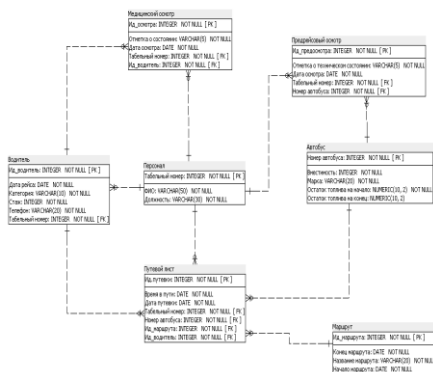 Медицинский осмотр
Ид_осмотра: INTEGER NOT NULL [ PK ]
Отметка о состоянии: VARCHAR(5) NOT NULL
Дата осмотра: DATE NOT NULL
Табельный номер: INTEGER NOT NULL [ FK ]
Ид_водитель: INTEGER NOT NULL [ FK ]
Предрейсовый осмотр
Ид_предосмотра: INTEGER NOT NULL [ PK ]
Отметка о техническом состоянии: VARCHAR(5) NOT NULL
Дата осмотра: DATE NOT NULL
Табельный номер: INTEGER NOT NULL [ FK ]
Номер автобуса: INTEGER NOT NULL [ FK ]
Водитель
Ид_водитель: INTEGER NOT NULL [ PK ]
Дата рейса: DATE NOT NULL
Категория: VARCHAR(10) NOT NULL
Стаж: INTEGER NOT NULL
Телефон: VARCHAR(25) NOT NULL
Табельный номер: INTEGER NOT NULL [ FK ]
Персонал
Табельный номер: INTEGER NOT NULL [ PK ]
ФИО: VARCHAR(50) NOT NULL
Должность: VARCHAR(30) NOT NULL
Автобус
Номер автобуса: INTEGER NOT NULL [ PK ]
Вместимость: INTEGER NOT NULL
Марка: VARCHAR(20) NOT NULL
Остаток топлива на начало: NUMERIC(10, 2) NOT NULL
Остаток топлива на конец: NUMERIC(10, 2)
Путевой лист
Ид путевки: INTEGER NOT NULL [ PK ]
Время в пути: DATE NOT NULL
Дата путевки: DATE NOT NULL
Табельный номер: INTEGER NOT NULL [ FK ]
Номер автобуса: INTEGER NOT NULL [ FK ]
Ид_маршрута: INTEGER NOT NULL [ FK ]
Ид_водитель: INTEGER NOT NULL [ FK ]
Маршрут
Ид_маршрута: INTEGER NOT NULL [ PK ]
Конец маршрута: DATE NOT NULL
Название маршрута: VARCHAR(20) NOT NULL
Начало маршрута: DATE NOT NULL